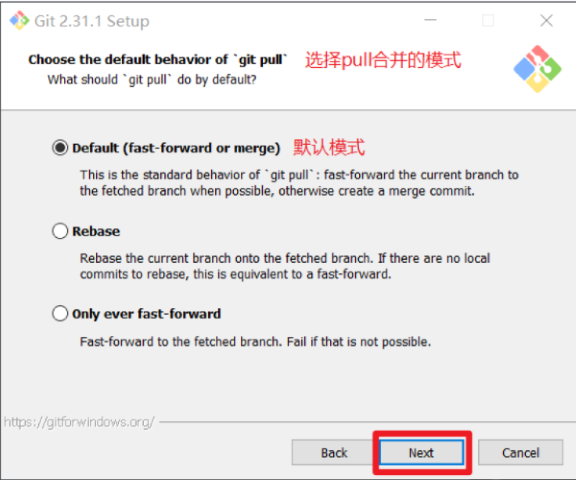 Git 2.31.1 Setup
Choose the default behavior of `git pull` 选择pull合并的模式
What should `git pull` do by default?
Default (fast-forward or merge) 默认模式
This is the standard behavior of `git pull`: fast-forward the current branch to
the fetched branch when possible, otherwise create a merge commit.
Rebase
Rebase the current branch onto the fetched branch. If there are no local
commits to rebase, this is equivalent to a fast-forward.
Only ever fast-forward
Fast-forward to the fetched branch. Fail if that is not possible.
https://gitforwindows.org/
Back Next Cancel